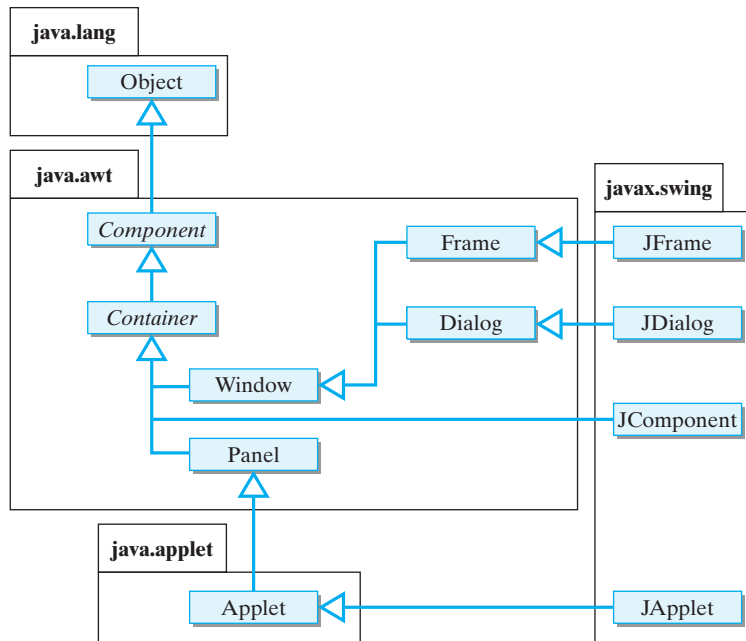 java.lang
Object
java.awt
javax.swing
Component
Frame
JFrame
Container
Dialog
JDialog
Window
JComponent
Panel
java.applet
Applet
JApplet